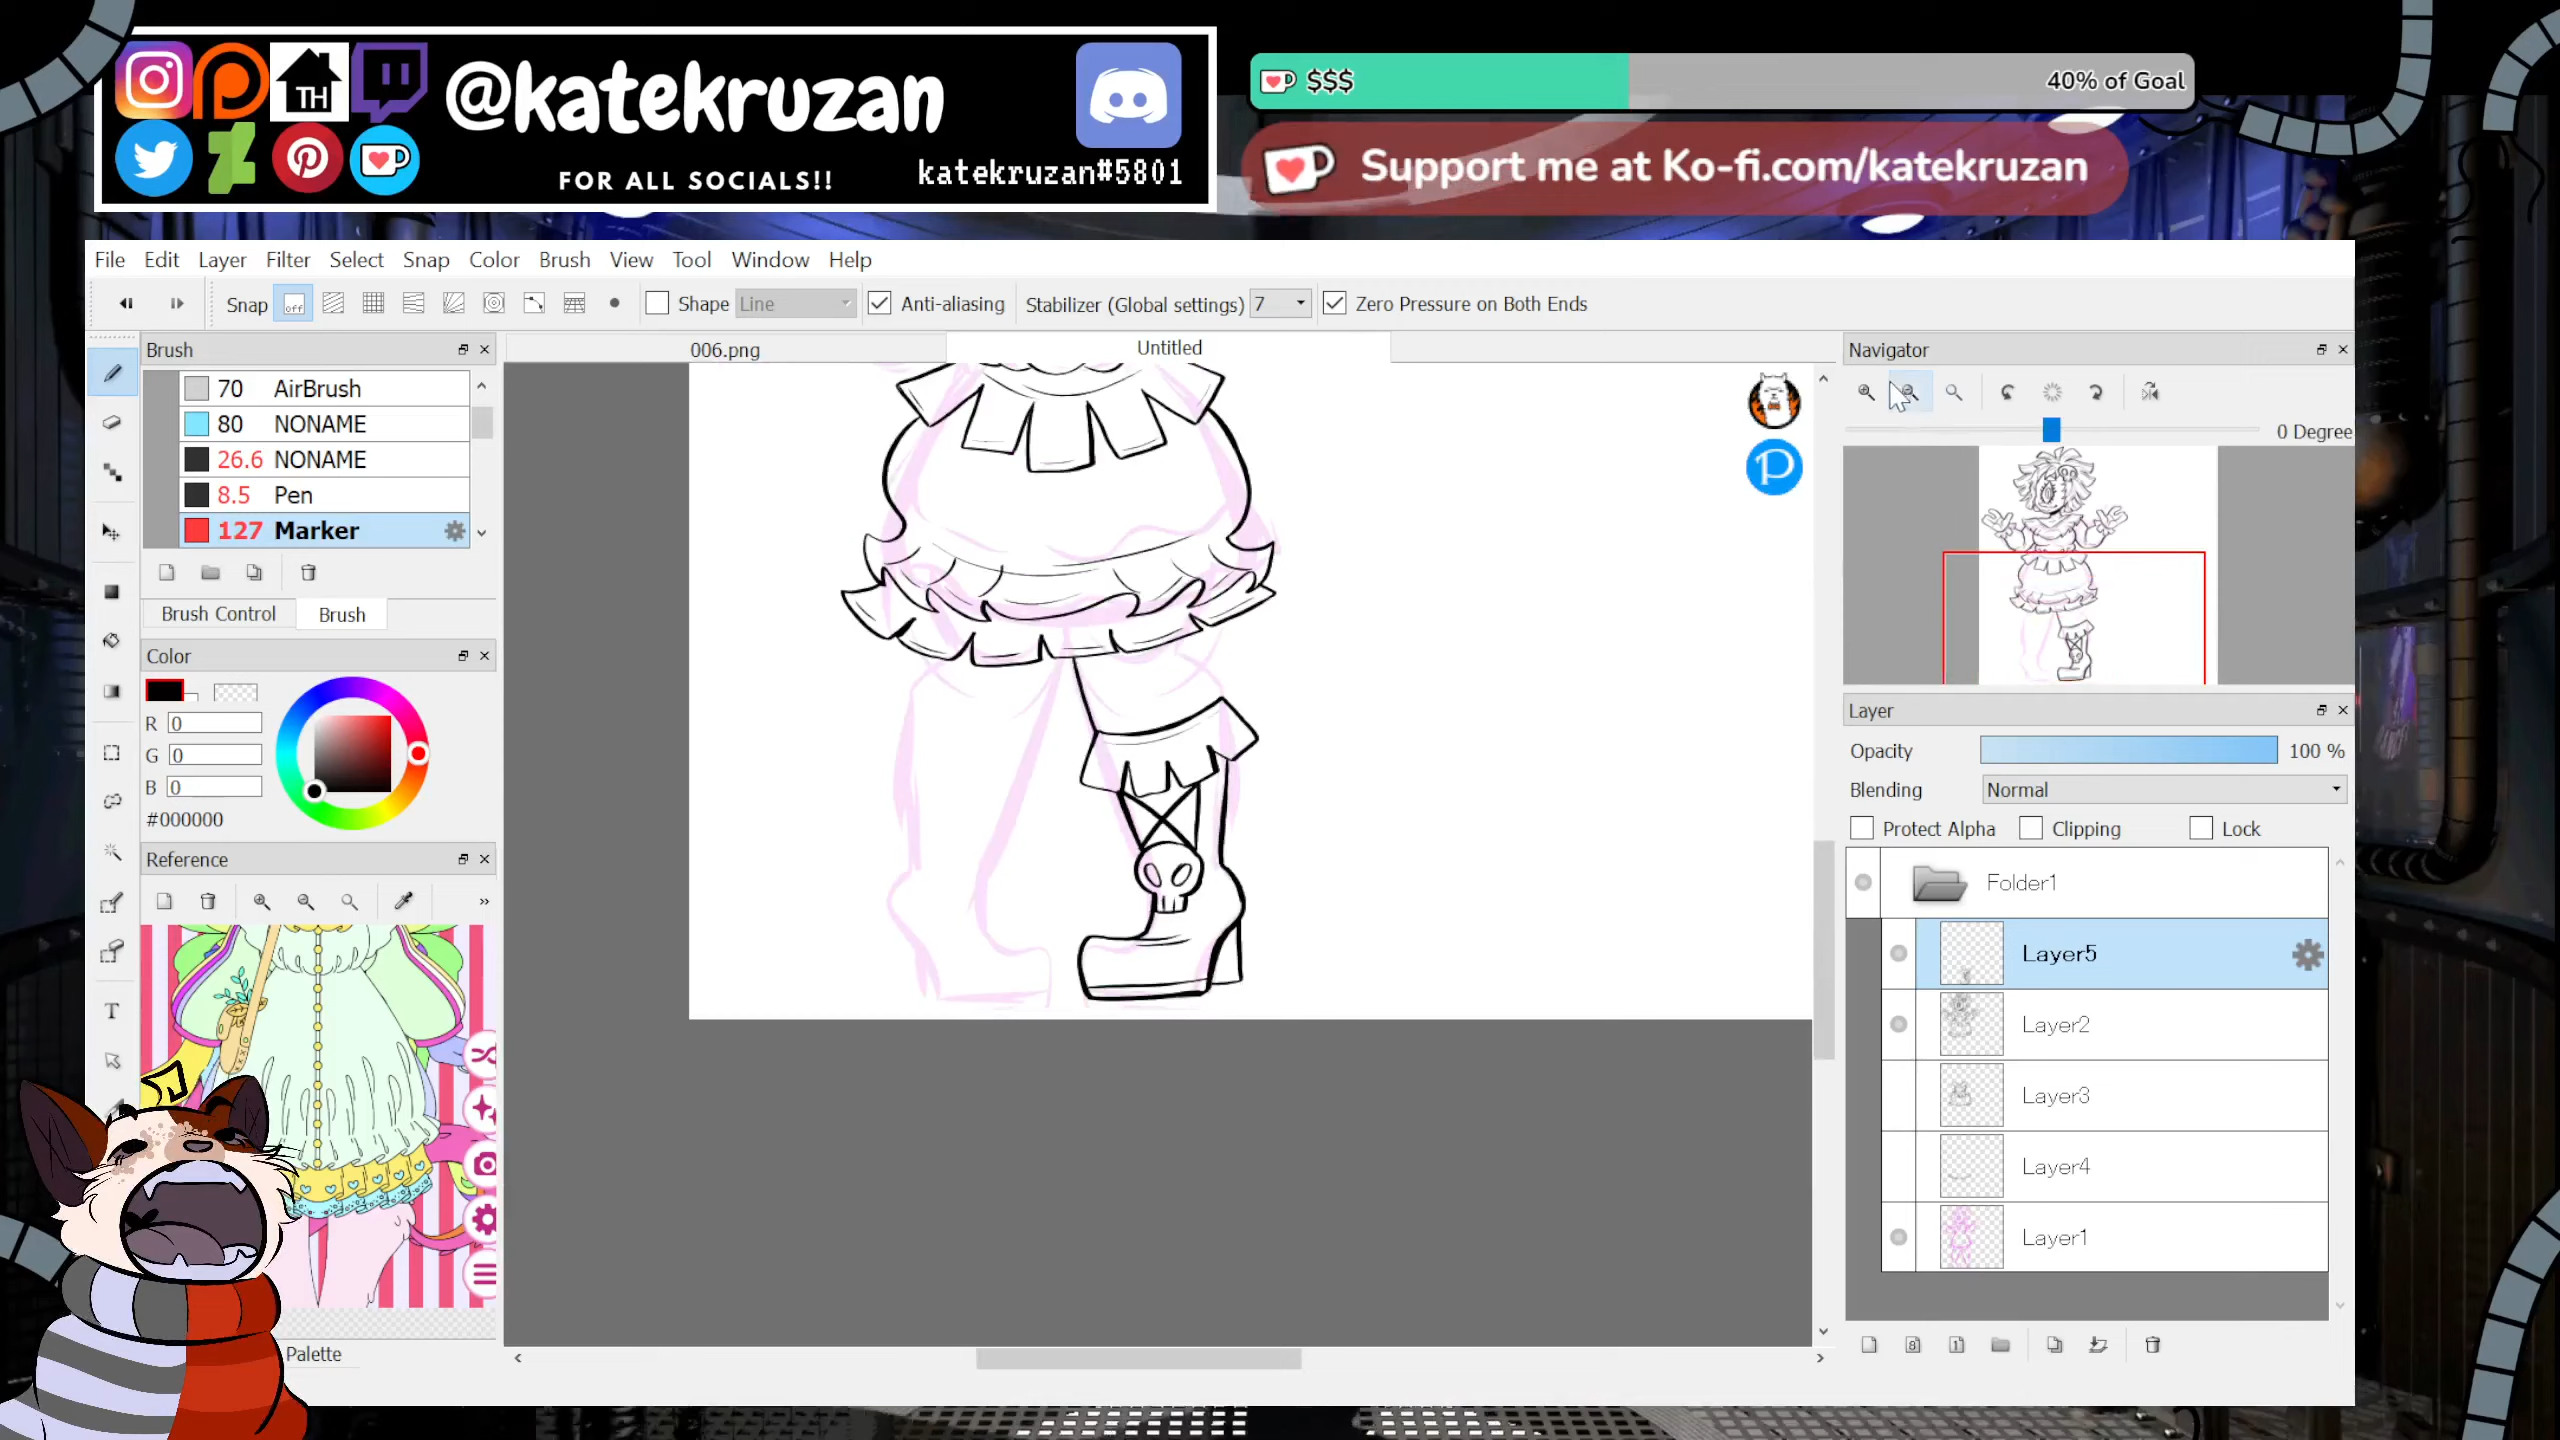 TH
@katekruzan
FOR ALL SOCIALS!!
katekruzan#5801
$$$
40% of Goal
Support me at Ko-fi.com/katekruzan
File Edit Layer Filter Select Snap Color Brush View Tool Window Help
Snap off Shape Line Anti-aliasing Stabilizer (Global settings) 7 Zero Pressure on Both Ends
Brush
006.png
Untitled
Navigator
70 AirBrush
80 NONAME
26.6 NONAME
8.5 Pen
127 Marker
0 Degree
Brush Control Brush
Color
R 0
G 0
B 0
#000000
Reference
Palette
P
Layer
Opacity 100 %
Blending Normal
Protect Alpha Clipping Lock
Folder1
Layer5
Layer2
Layer3
Layer4
Layer1
8
1
T